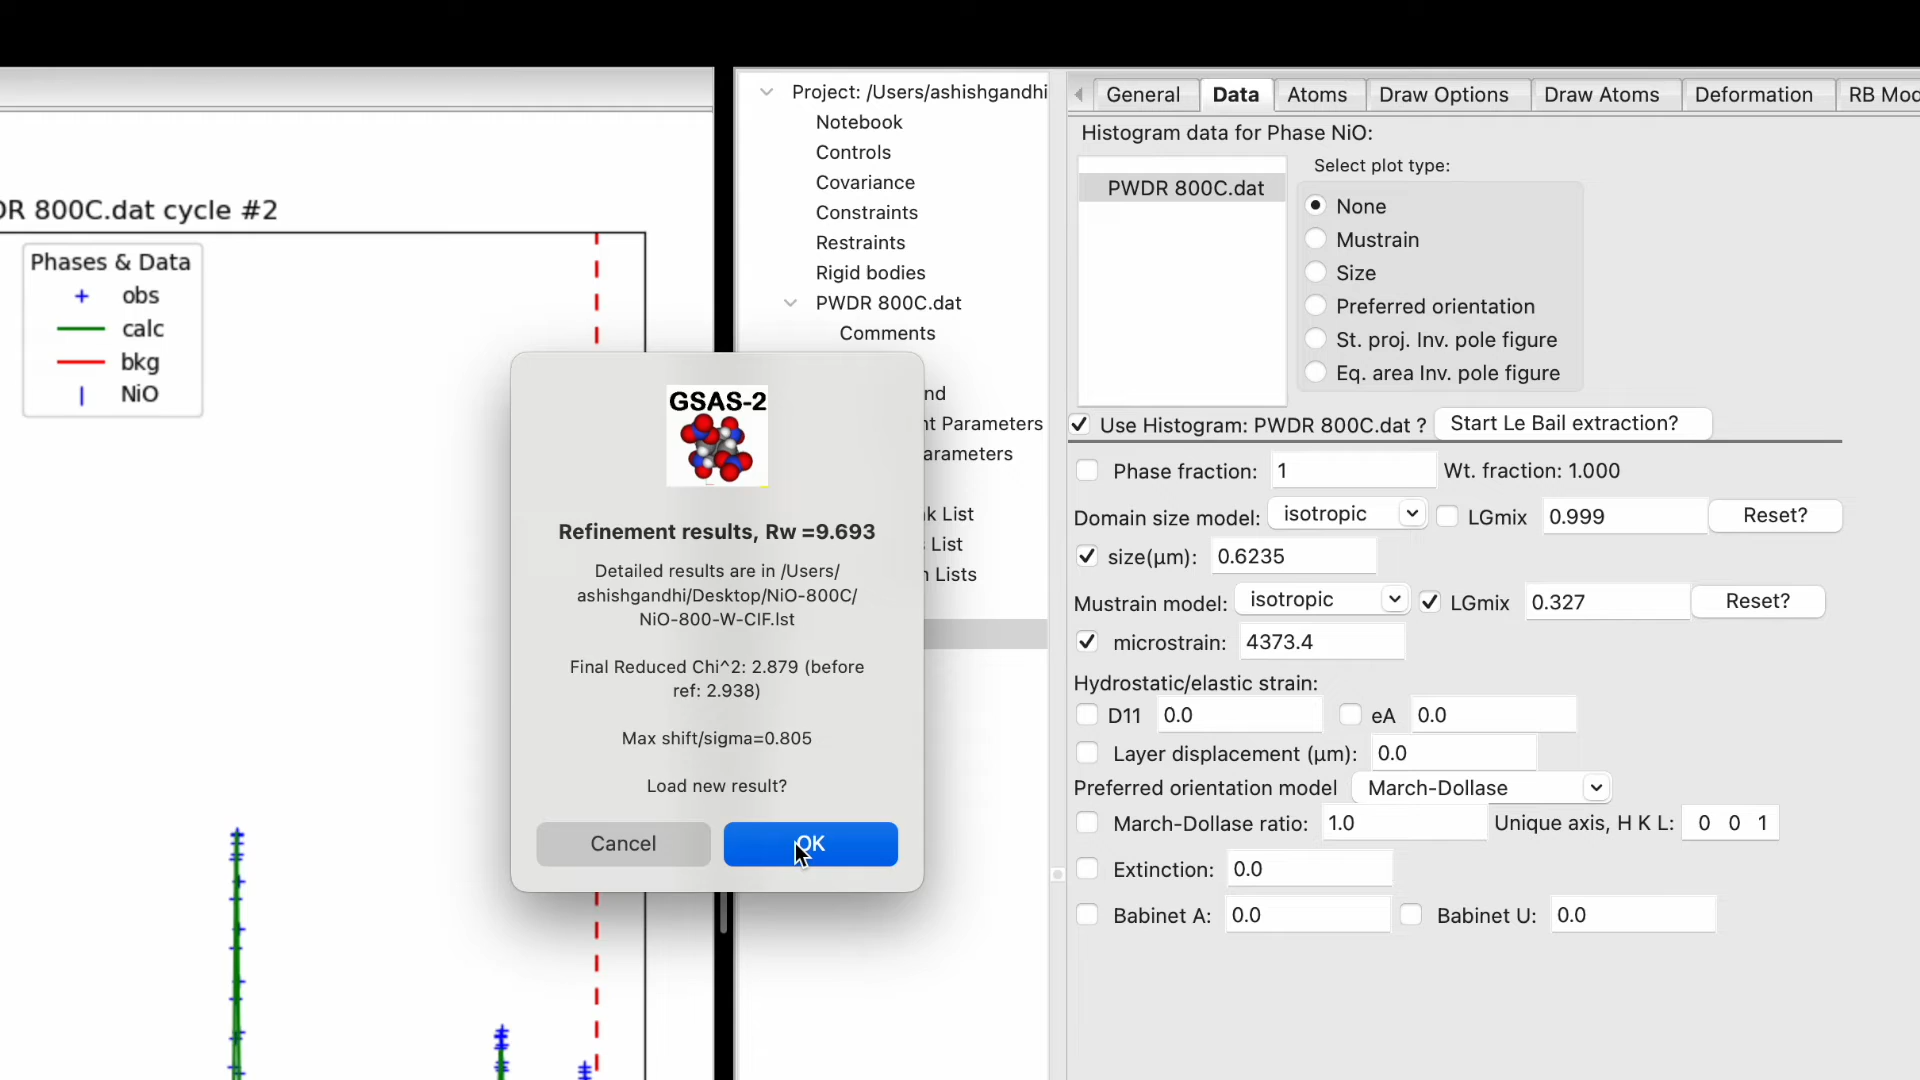 DR 800C.dat cycle #2
Phases & Data
obs
calc
bkg
NiO
Project: /Users/ashishgandhi
Notebook
Controls
Covariance
Constraints
Restraints
Rigid bodies
PWDR 800C.dat
Comments
nd
nt Parameters
arameters
k List
s List
n Lists
GSAS-2
Refinement results, Rw =9.693
Detailed results are in /Users/
ashishgandhi/Desktop/NiO-800C/
NiO-800-W-CIF.lst
Final Reduced Chi^2: 2.879 (before
ref: 2.938)
Max shift/sigma=0.805
Load new result?
Cancel
OK
General Data Atoms Draw Options Draw Atoms Deformation RB Mod
Histogram data for Phase NiO:
PWDR 800C.dat
Select plot type:
None
Mustrain
Size
Preferred orientation
St. proj. Inv. pole figure
Eq. area Inv. pole figure
Use Histogram: PWDR 800C.dat ? Start Le Bail extraction?
Phase fraction: 1 Wt. fraction: 1.000
Domain size model: isotropic LGmix 0.999 Reset?
size(µm): 0.6235
Mustrain model: isotropic LGmix 0.327 Reset?
microstrain: 4373.4
Hydrostatic/elastic strain:
D11 0.0 eA 0.0
Layer displacement (µm): 0.0
Preferred orientation model March-Dollase
March-Dollase ratio: 1.0 Unique axis, H K L: 0 0 1
Extinction: 0.0
Babinet A: 0.0 Babinet U: 0.0